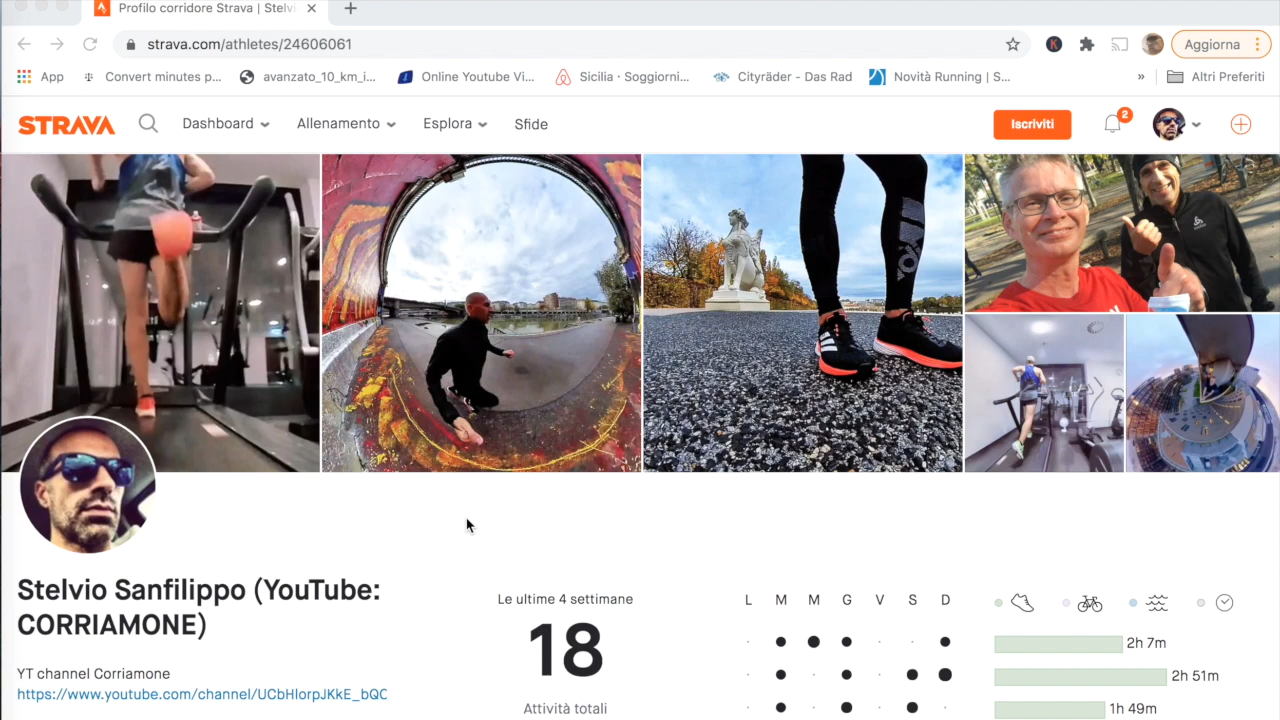 Profilo corridore Strava | Stelvi
strava.com/athletes/24606061
K
Aggiorna
App
Convert minutes p...
avanzato_10_km_i...
Online Youtube Vi...
Sicilia · Soggiorni...
Cityräder - Das Rad
Novità Running | S...
»
Altri Preferiti
STRAVA
Dashboard
Allenamento
Esplora
Sfide
Iscriviti
2
Stelvio Sanfilippo (YouTube:
CORRIAMONE)
YT channel Corriamone
https://www.youtube.com/channel/UCbHIorpJKkE_bQC
Le ultime 4 settimane
18
Attività totali
L M M G V S D
2h 7m
2h 51m
1h 49m